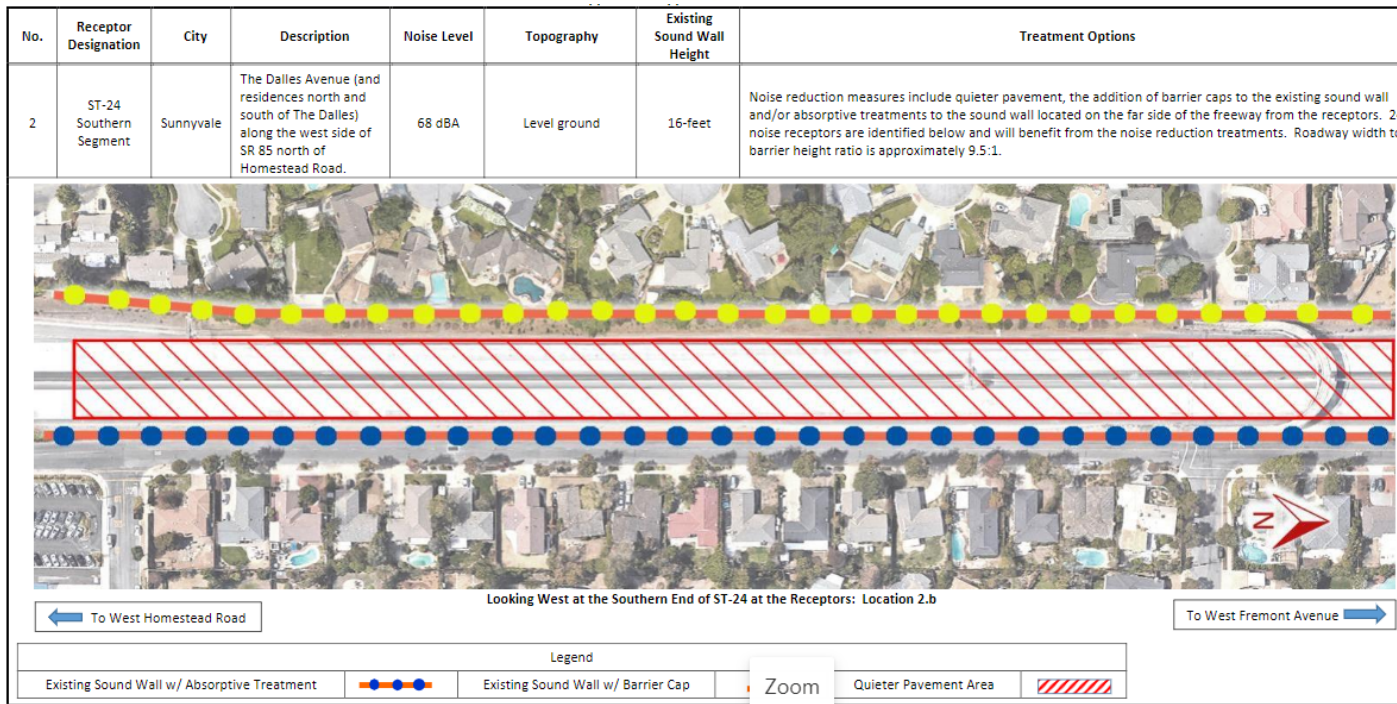 No.
Receptor
Designation
City
Description
Noise Level
Topography
Existing
Sound Wall
Height
Treatment Options
2
ST-24
Southern
Segment
Sunnyvale
The Dalles Avenue (and
residences north and
south of The Dalles)
along the west side of
SR 85 north of
Homestead Road.
68 dBA
Level ground
16-feet
Noise reduction measures include quieter pavement, the addition of barrier caps to the existing sound wall
and/or absorptive treatments to the sound wall located on the far side of the freeway from the receptors.
noise receptors are identified below and will benefit from the noise reduction treatments. Roadway width to
barrier height ratio is approximately 9.5:1.
N
Looking West at the Southern End of ST-24 at the Receptors: Location 2.b
To West Homestead Road
To West Fremont Avenue
Legend
Existing Sound Wall w/ Absorptive Treatment
Existing Sound Wall w/ Barrier Cap
Zoom
Quieter Pavement Area